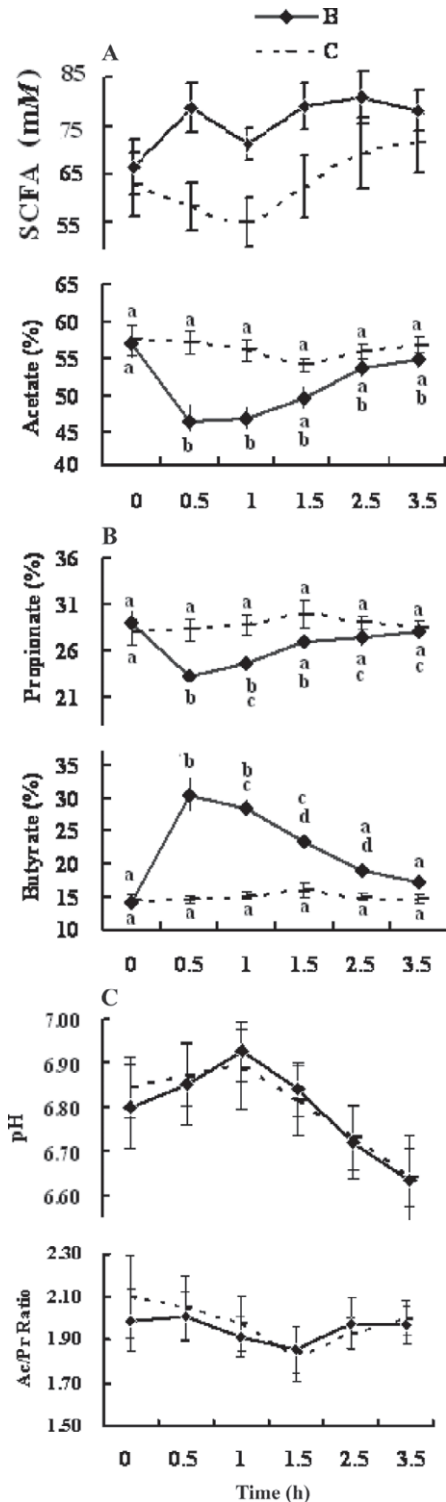 B
C
A
SCFA (mM)
85
75
65
55
Acetate (%)
60
55
50
45
40
a a a a a a
a b b a b a b a b
0 0.5 1 1.5 2.5 3.5
B
Propionate (%)
36
31
26
21
a a a a a a
a b b c a b a c a c
Butyrate (%)
35
30
25
20
15
10
a b b c c d a d a
a a a a a a
0 0.5 1 1.5 2.5 3.5
C
pH
7.00
6.90
6.80
6.70
6.60
Ac/Pr Ratio
2.30
2.10
1.90
1.70
1.50
0 0.5 1 1.5 2.5 3.5
Time (h)